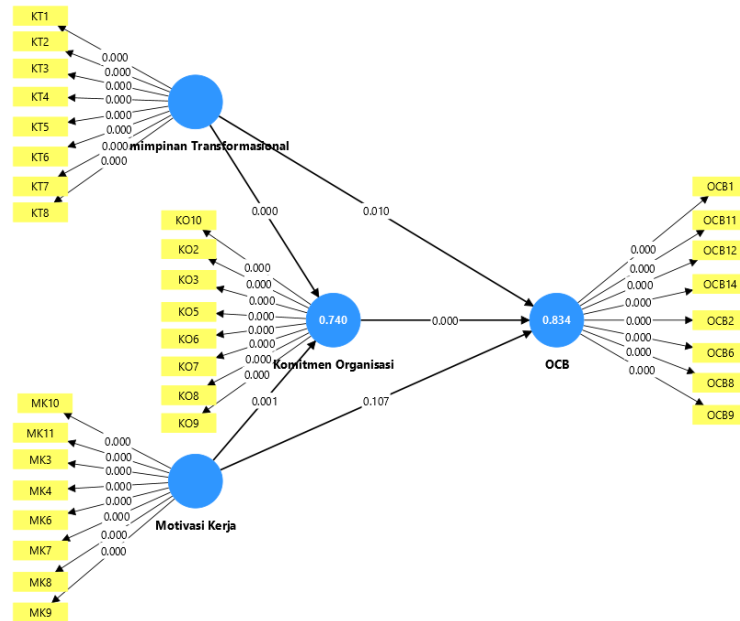 KT1
KT2
KT3
KT4
KT5
KT6
KT7
KT8
0.000
0.000
0.000
0.000
0.000
0.000
0.000
0.000
mimpinan Transformasional
0.000
0.010
KO10
KO2
KO3
KO5
KO6
KO7
KO8
KO9
0.000
0.000
0.000
0.000
0.000
0.000
0.000
0.000
0.740
Komitmen Organisasi
0.000
0.834
OCB
OCB1
OCB11
OCB12
OCB14
OCB2
OCB6
OCB8
OCB9
0.000
0.000
0.000
0.000
0.000
0.000
0.000
0.000
0.001
0.107
MK10
MK11
MK3
MK4
MK6
MK7
MK8
MK9
0.000
0.000
0.000
0.000
0.000
0.000
0.000
0.000
Motivasi Kerja